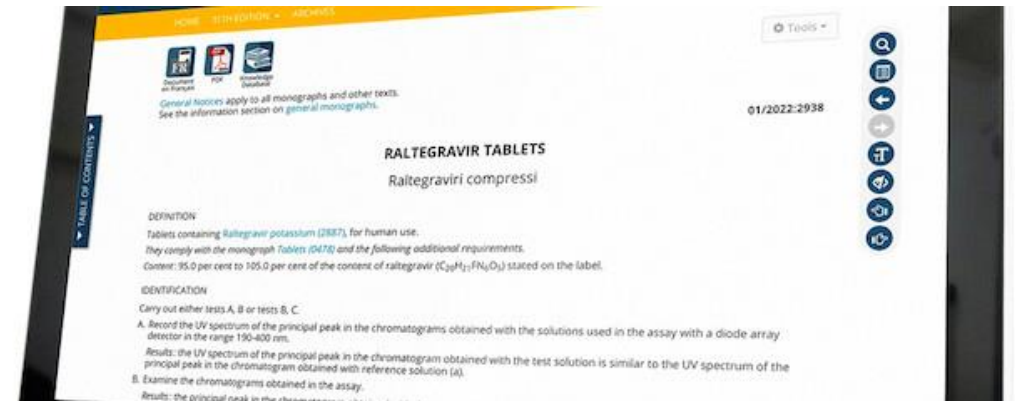 HOME 11TH EDITION ARCHIVES
Tools
Document
en français
PDF
Knowledge
Database
General Notices apply to all monographs and other texts.
See the information section on general monographs.
01/2022:2938
TABLE OF CONTENTS
RALTEGRAVIR TABLETS
Raltegraviri compressi
DEFINITION
Tablets containing Raltegravir potassium (2887), for human use.
They comply with the monograph Tablets (0478) and the following additional requirements.
Content: 95.0 per cent to 105.0 per cent of the content of raltegravir (C₂₀H₂₁FN₆O₅) stated on the label.
IDENTIFICATION
Carry out either tests A, B or tests B, C.
A. Record the UV spectrum of the principal peak in the chromatograms obtained with the solutions used in the assay with a diode array
detector in the range 190-400 nm.
Results: the UV spectrum of the principal peak in the chromatogram obtained with the test solution is similar to the UV spectrum of the
principal peak in the chromatogram obtained with reference solution (a).
B. Examine the chromatograms obtained in the assay.
Results: the principal peak in the